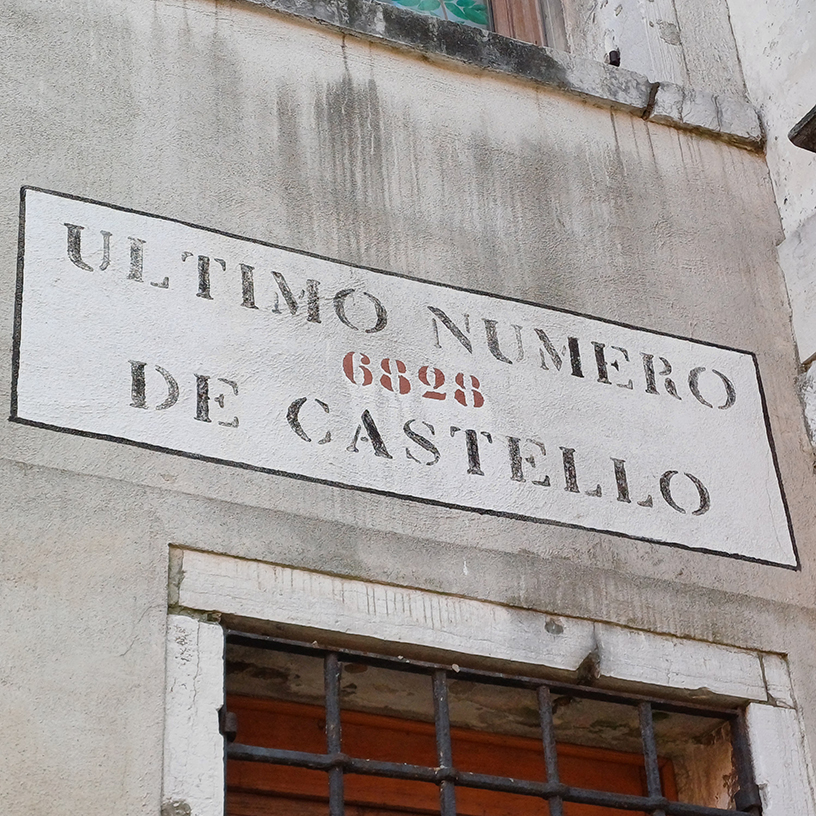 ULTIMO NUMERO
6828
DE CASTELLO